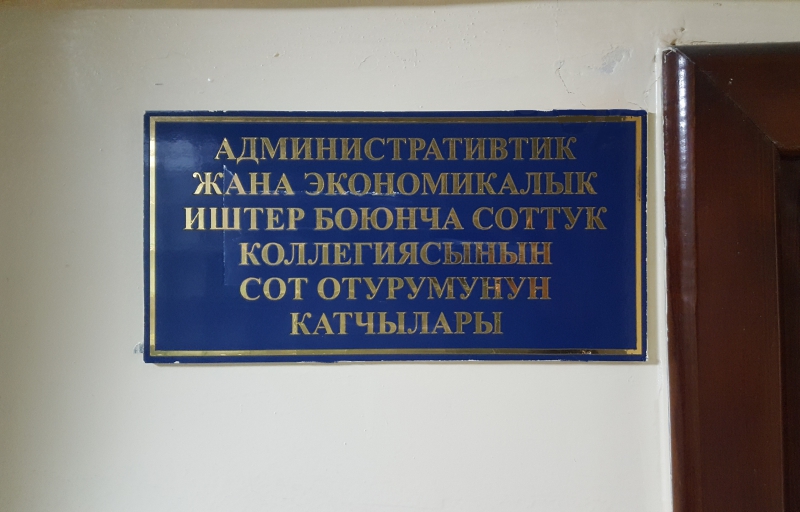 АДМИНИСТРАТИВТИК
ЖАНА ЭКОНОМИКАЛЫК
ИШТЕР БОЮНЧА СОТТУК
КОЛЛЕГИЯСЫНЫН
СОТ ОТУРУМУНУН
КАТЧЫЛАРЫ